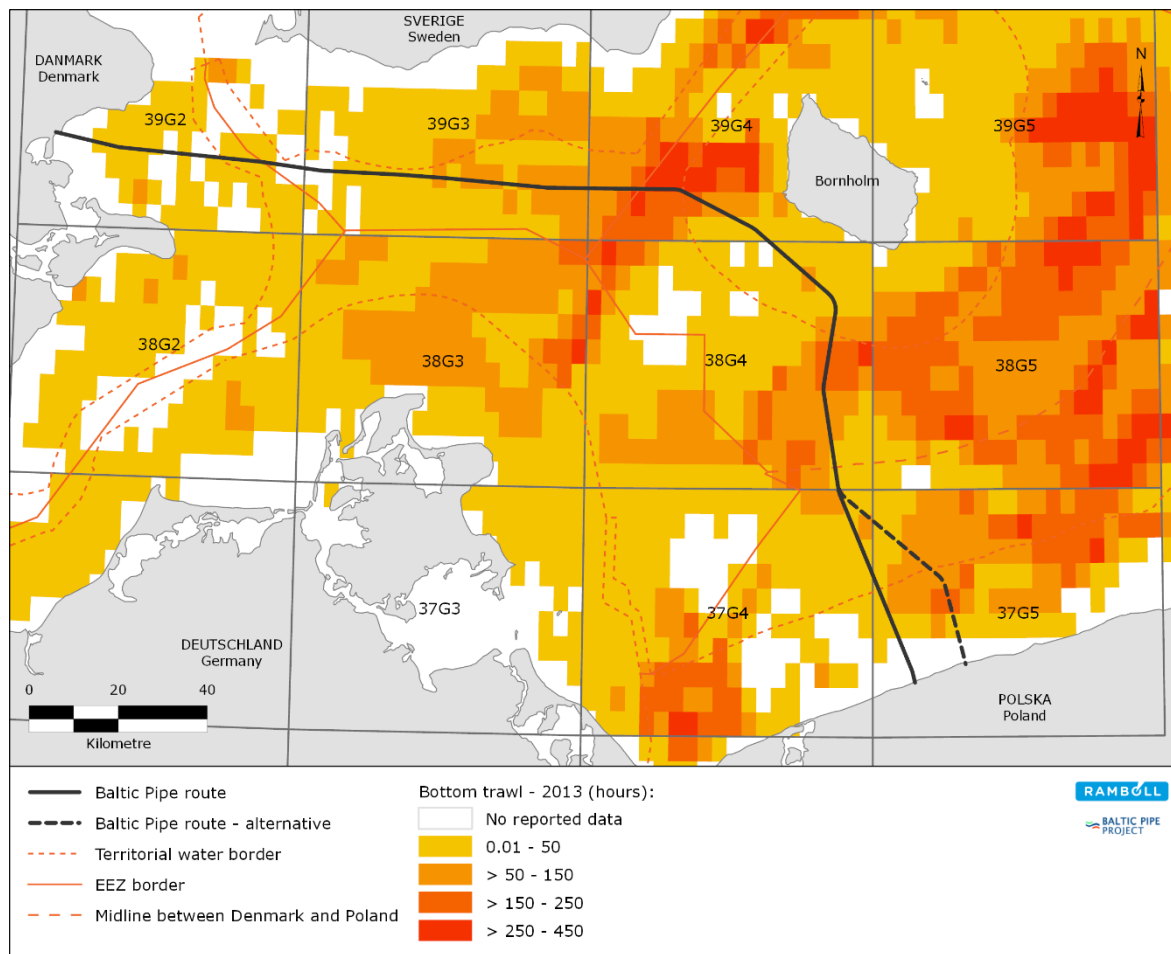 SVERIGE
Sweden
DANMARK
Denmark
N
39G2
39G3
39G4
39G5
Bornholm
38G2
38G3
38G4
38G5
37G3
37G4
37G5
DEUTSCHLAND
Germany
POLSKA
Poland
0 20 40
Kilometre
Baltic Pipe route
Baltic Pipe route - alternative
Territorial water border
EEZ border
Midline between Denmark and Poland
Bottom trawl - 2013 (hours):
No reported data
0.01 - 50
> 50 - 150
> 150 - 250
> 250 - 450
RAMBOLL
BALTIC PIPE
PROJECT